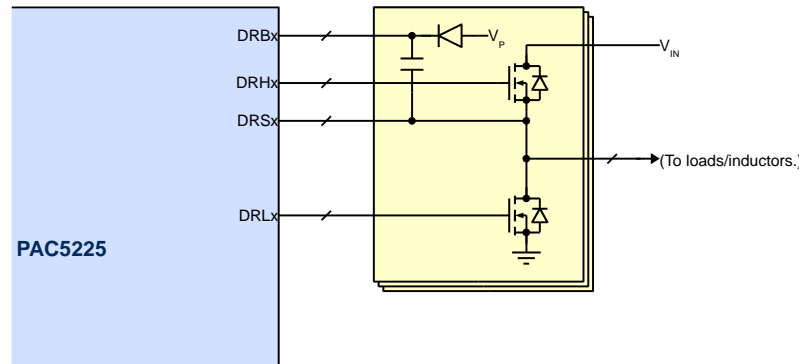 DRBx
V_P
V_IN
DRHx
DRSx
(To loads/inductors.)
DRLx
PAC5225